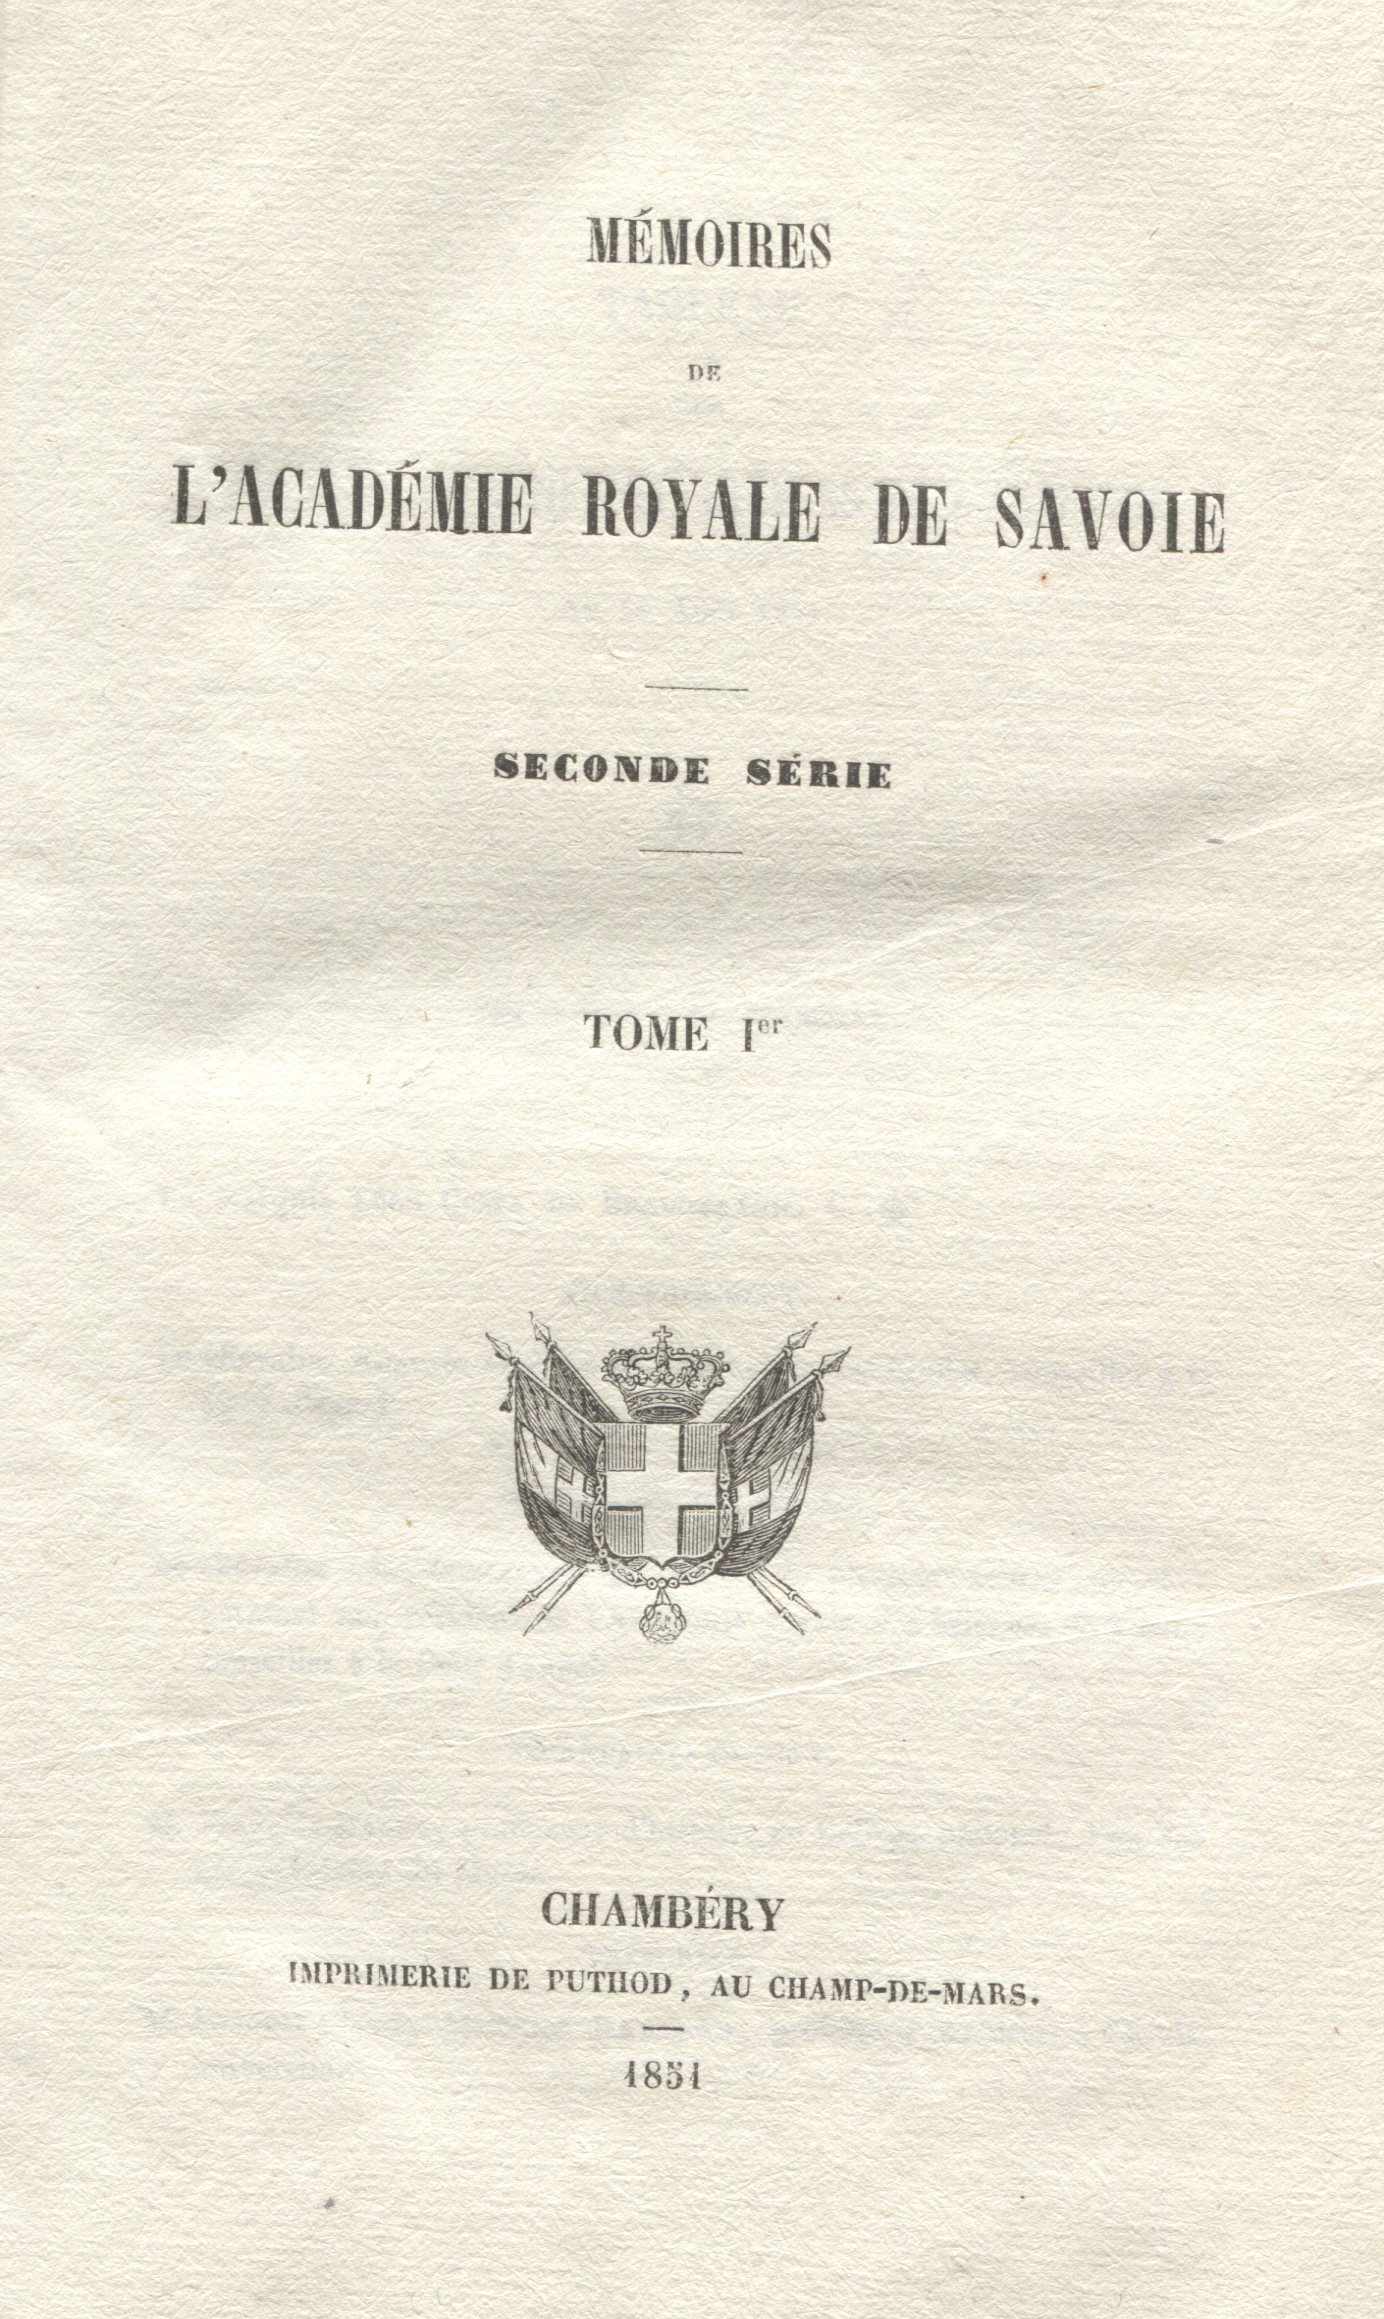 MÉMOIRES
DE
L'ACADÉMIE ROYALE DE SAVOIE
SECONDE SÉRIE
TOME Ier
CHAMBÉRY
IMPRIMERIE DE PUTHOD, AU CHAMP-DE-MARS.
1851